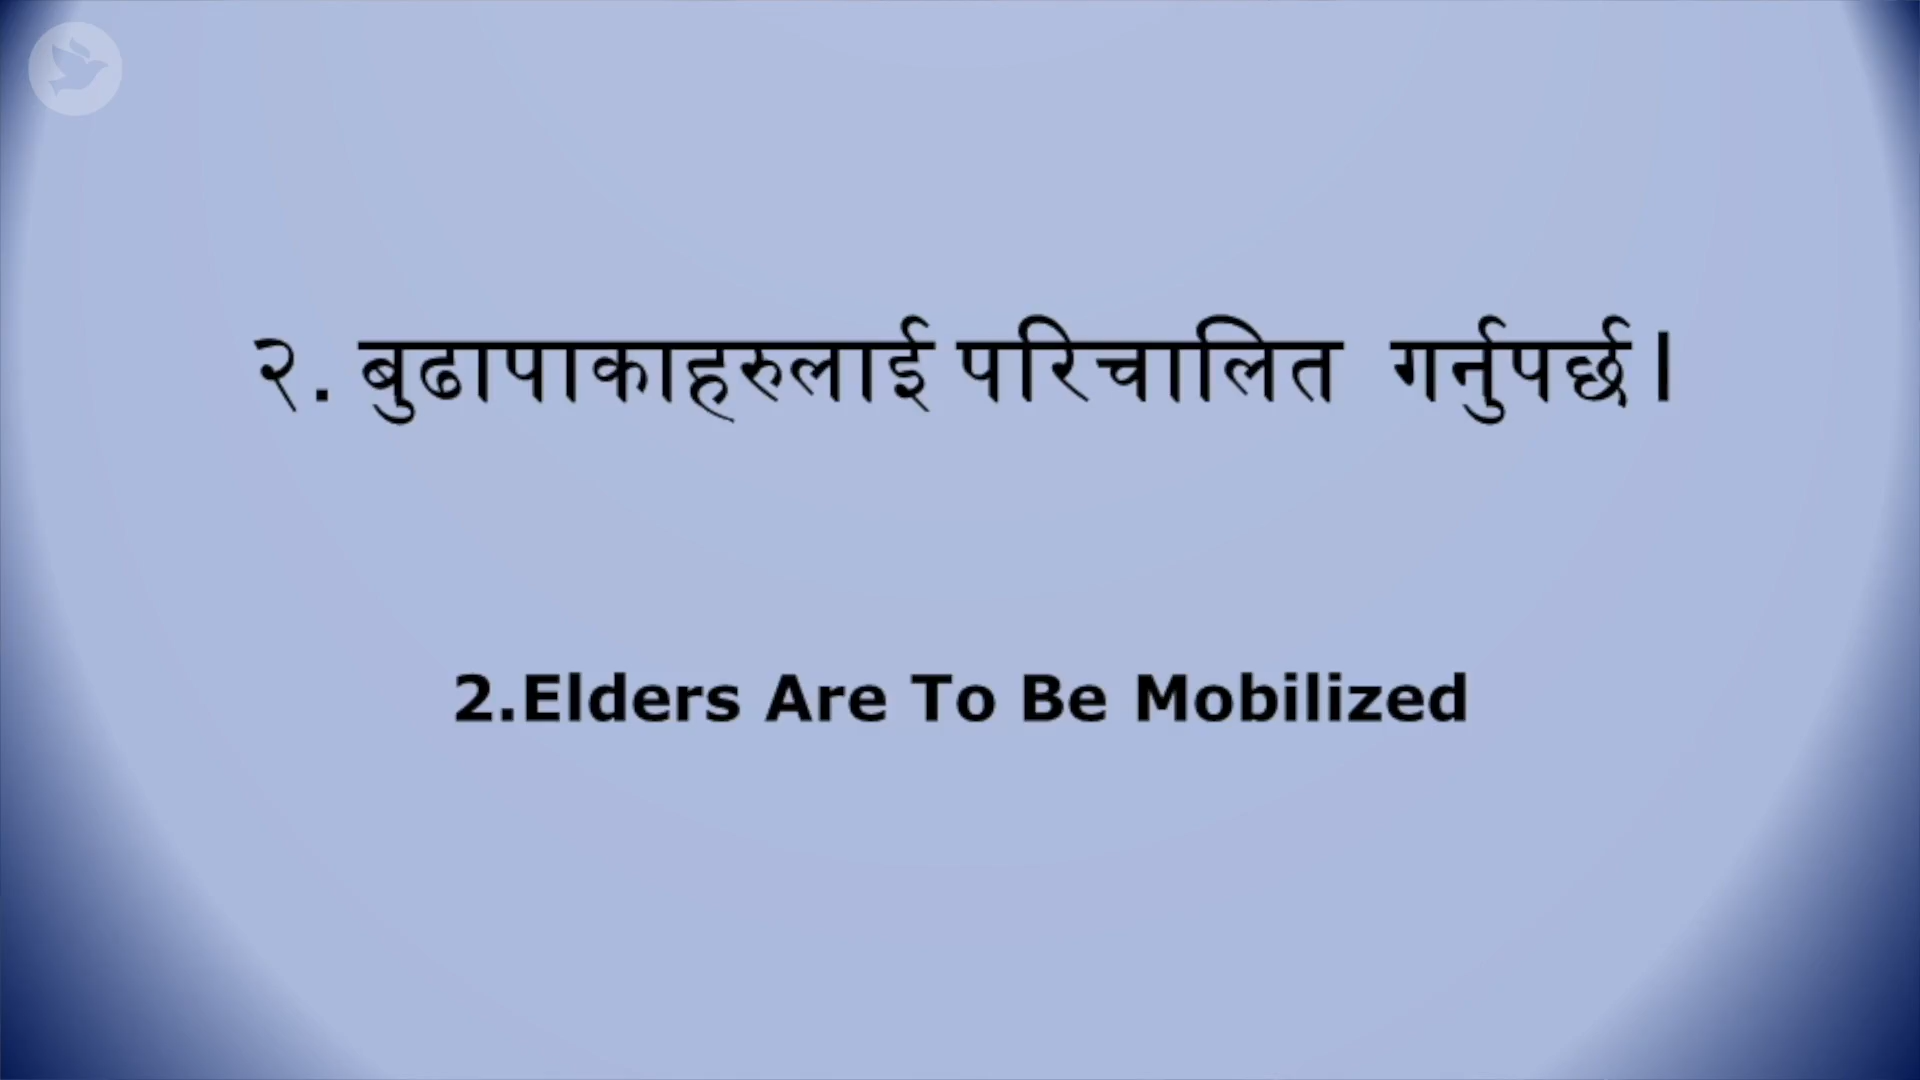 २. बुढापाकाहरुलाई परिचालित गर्नुपर्छ।
2.Elders Are To Be Mobilized